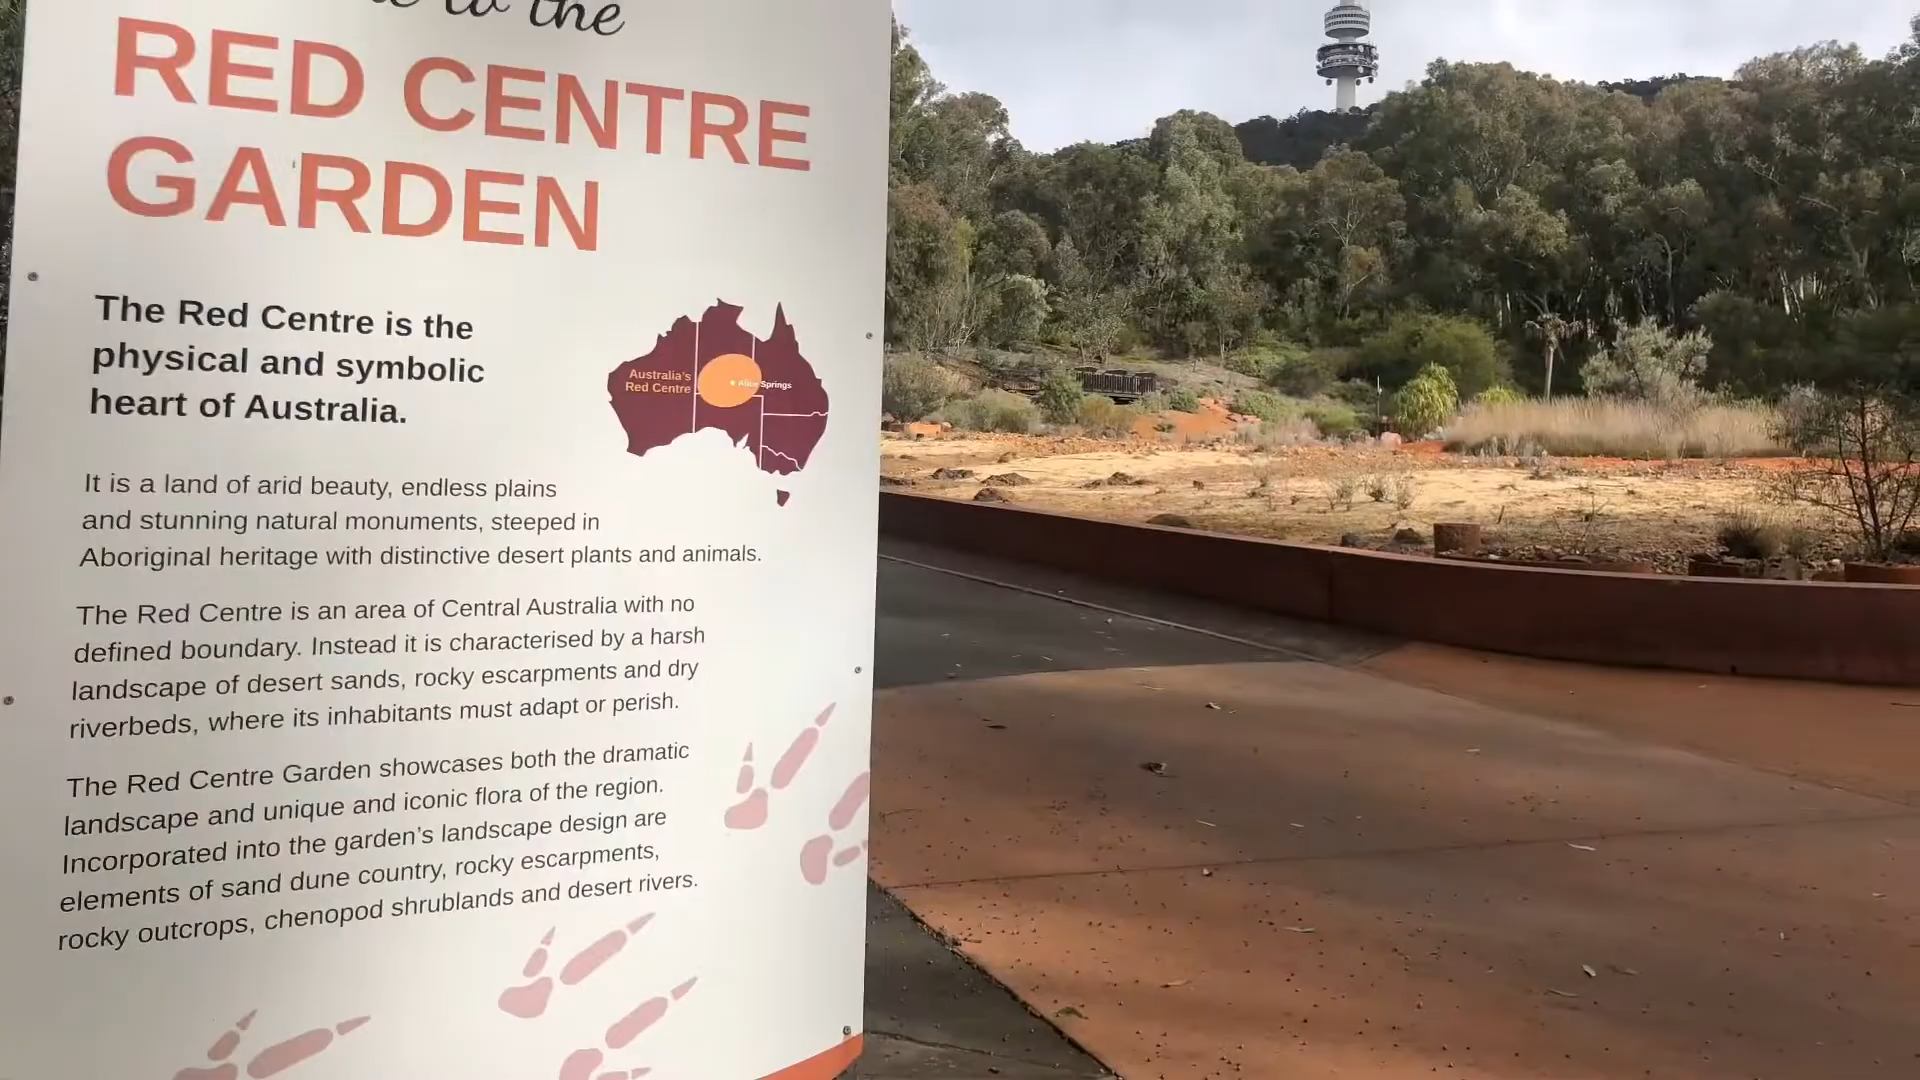 to the
RED CENTRE
GARDEN
The Red Centre is the
physical and symbolic
heart of Australia.
Australia's
Red Centre
Alice Springs
It is a land of arid beauty, endless plains
and stunning natural monuments, steeped in
Aboriginal heritage with distinctive desert plants and animals.
The Red Centre is an area of Central Australia with no
defined boundary. Instead it is characterised by a harsh
landscape of desert sands, rocky escarpments and dry
riverbeds, where its inhabitants must adapt or perish.
The Red Centre Garden showcases both the dramatic
landscape and unique and iconic flora of the region.
Incorporated into the garden's landscape design are
elements of sand dune country, rocky escarpments,
rocky outcrops, chenopod shrublands and desert rivers.